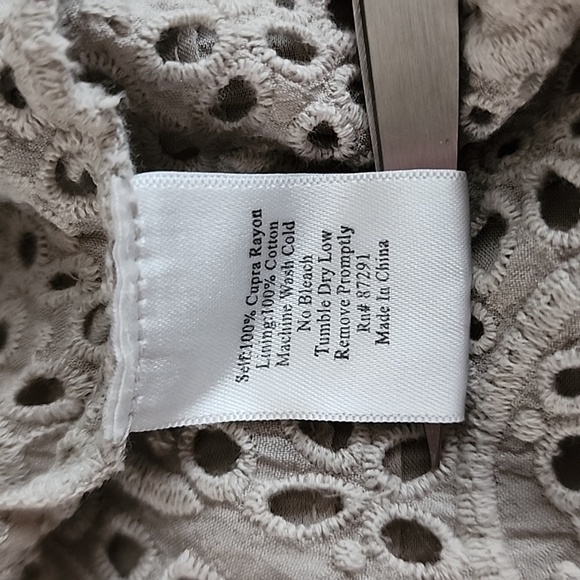 Self:100% Cupra Rayon
Lining:100% Cotton
Machine Wash Cold
No Bleach
Tumble Dry Low
Remove Promptly
Rn# 87291
Made In China